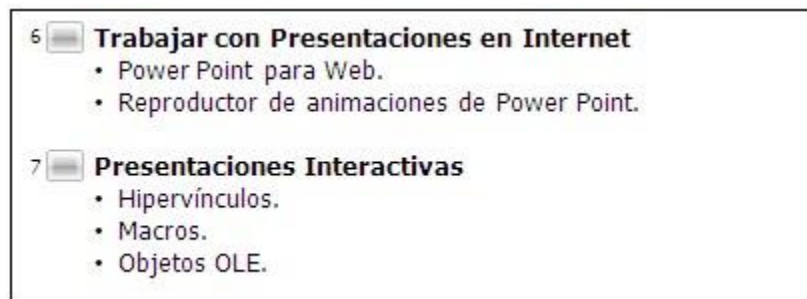 6 Trabajar con Presentaciones en Internet
• Power Point para Web.
• Reproductor de animaciones de Power Point.
7 Presentaciones Interactivas
• Hipervínculos.
• Macros.
• Objetos OLE.